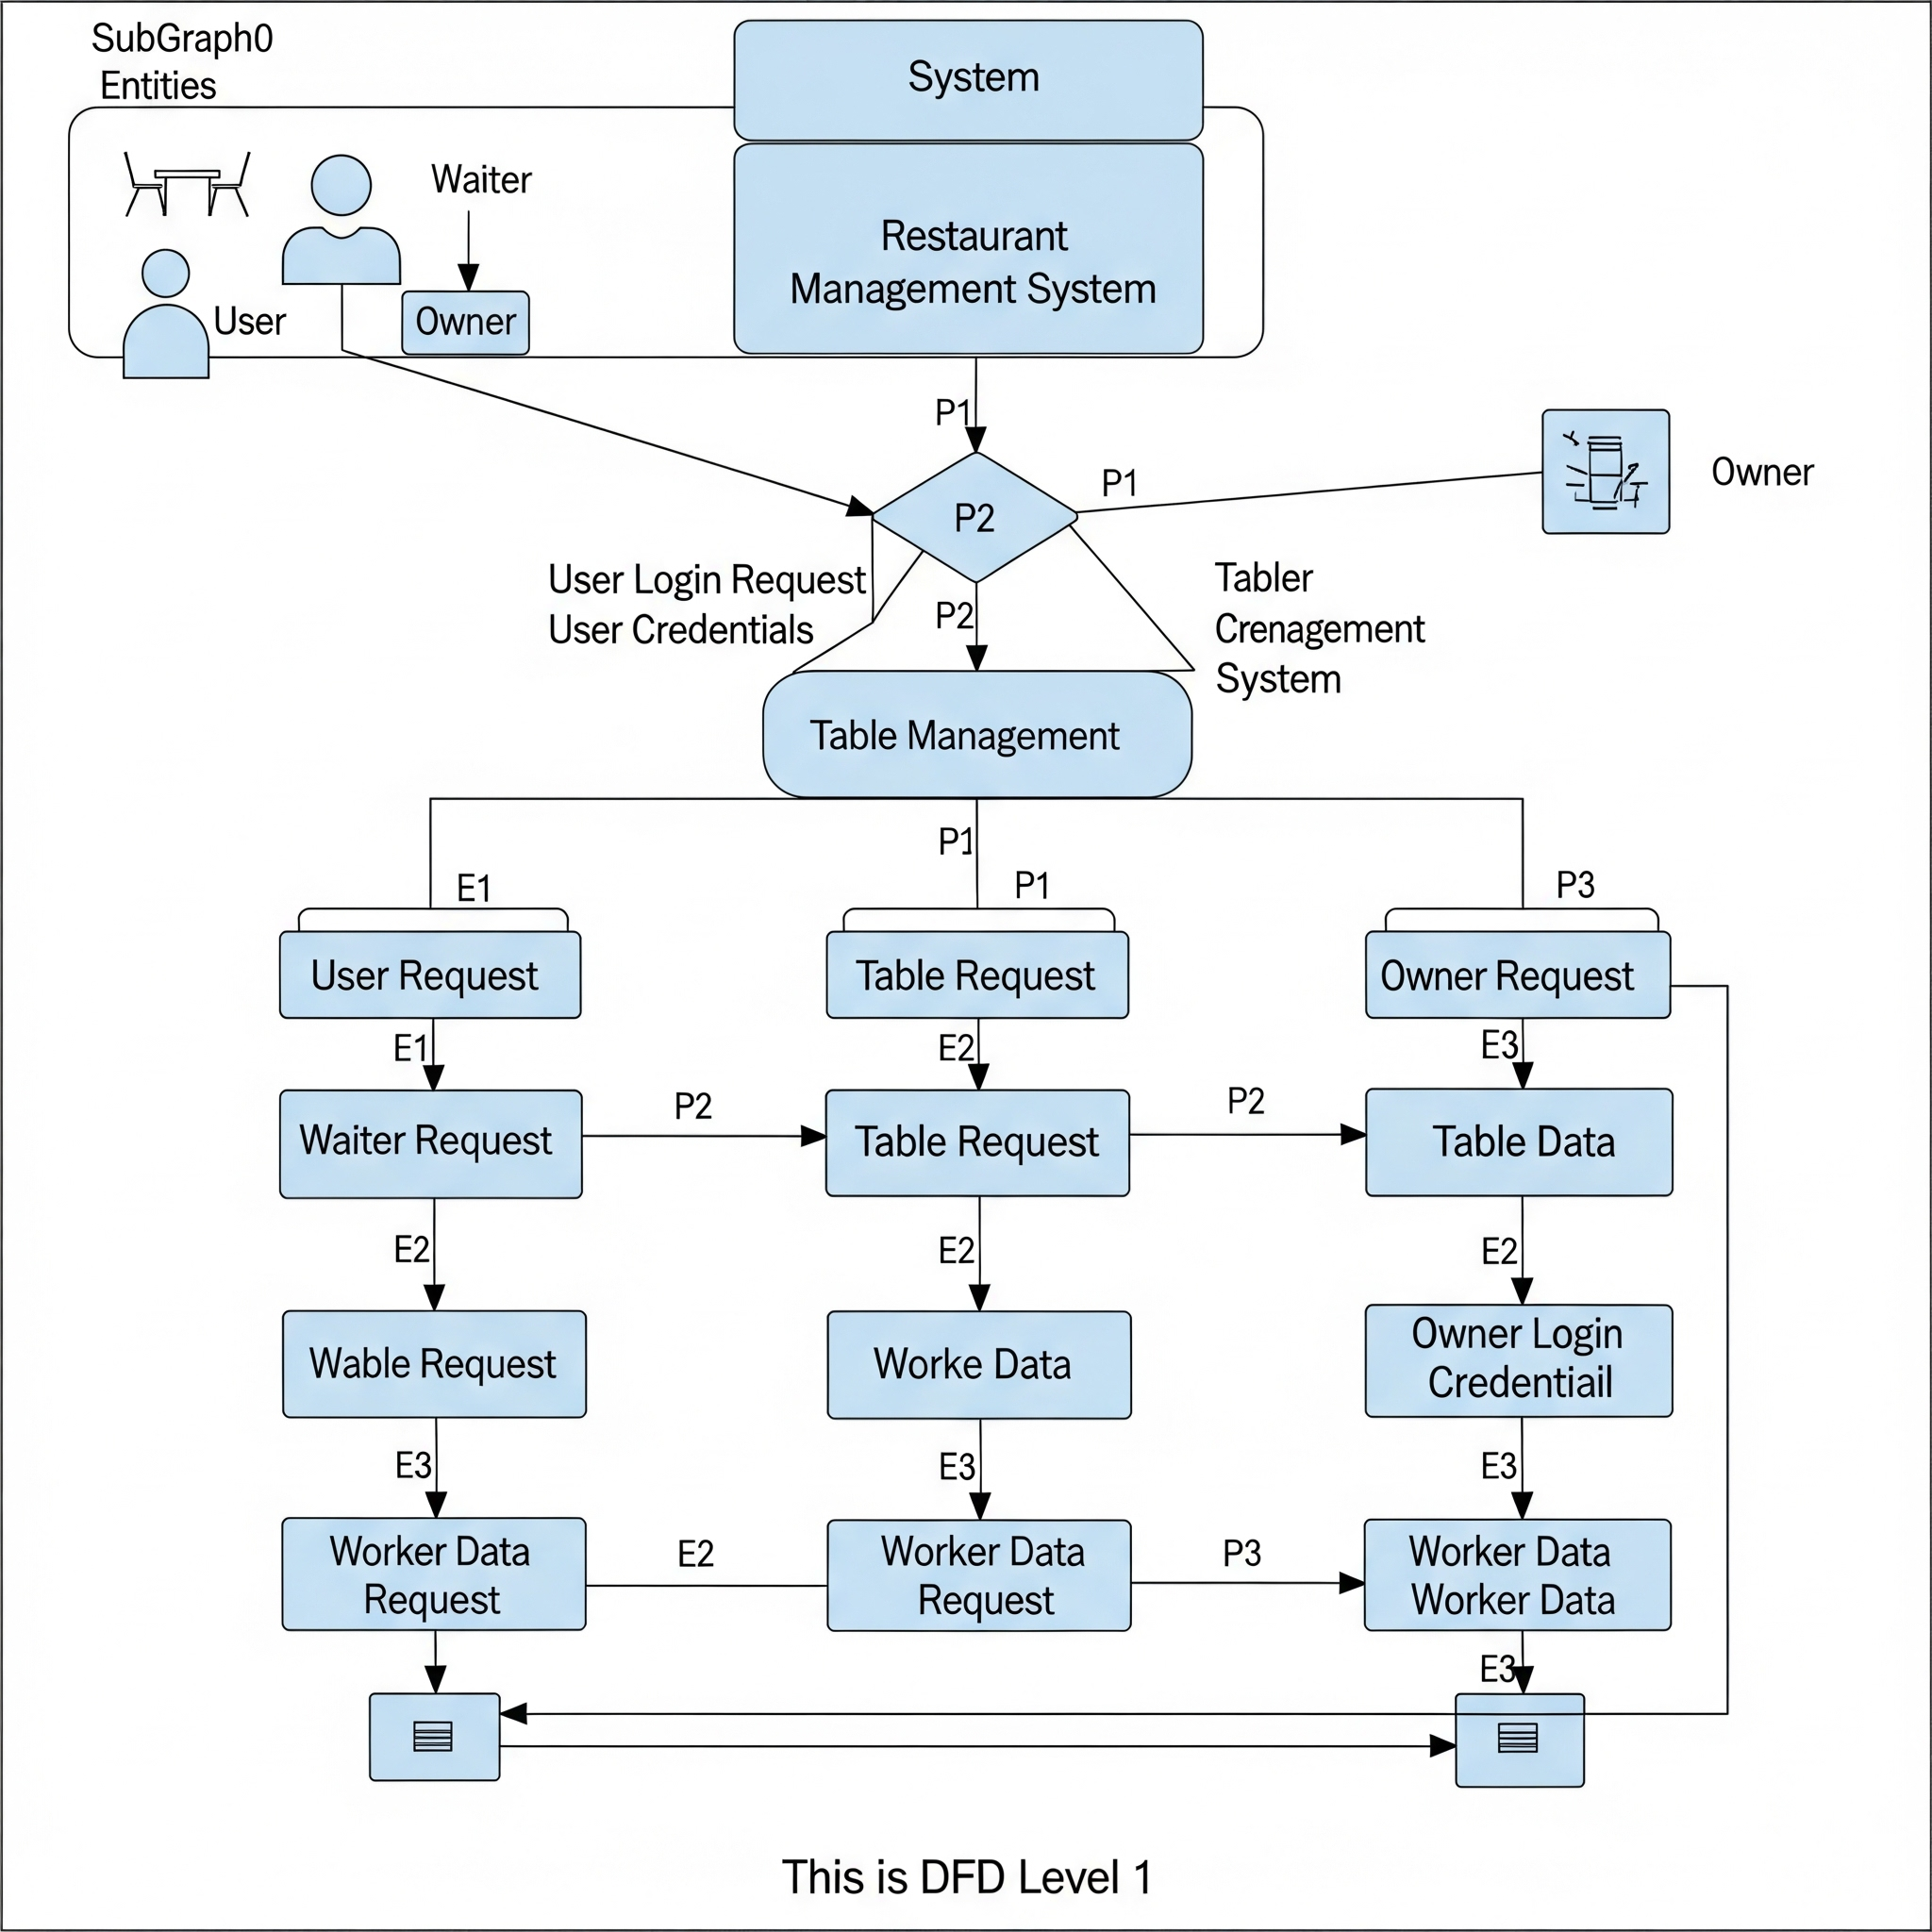 SubGraph0
Entities
System
Restaurant
Management System
Waiter
User
Owner
P1
P2
P1
Owner
User Login Request
User Credentials
P2
Tabler
Crenagement
System
Table Management
P1
E1
P1
P3
User Request
Table Request
Owner Request
E1
E2
E3
Waiter Request
P2
Table Request
P2
Table Data
E2
E2
E2
Wable Request
Worke Data
Owner Login
Credentiail
E3
E3
E3
Worker Data
Request
E2
Worker Data
Request
P3
Worker Data
Worker Data
E3
This is DFD Level 1